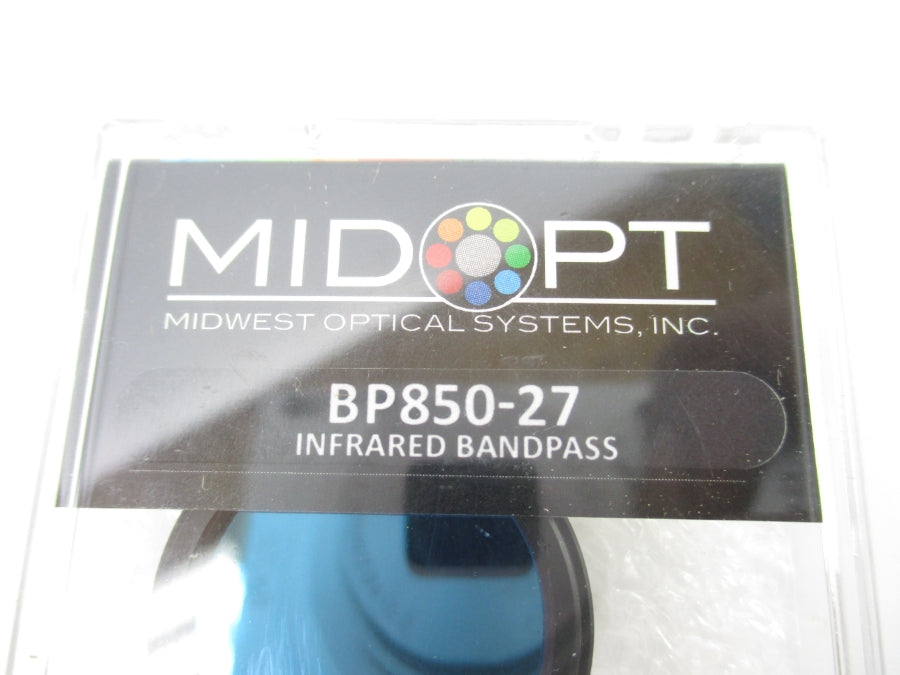 MIDOPT
MIDWEST OPTICAL SYSTEMS, INC.
BP850-27
INFRARED BANDPASS